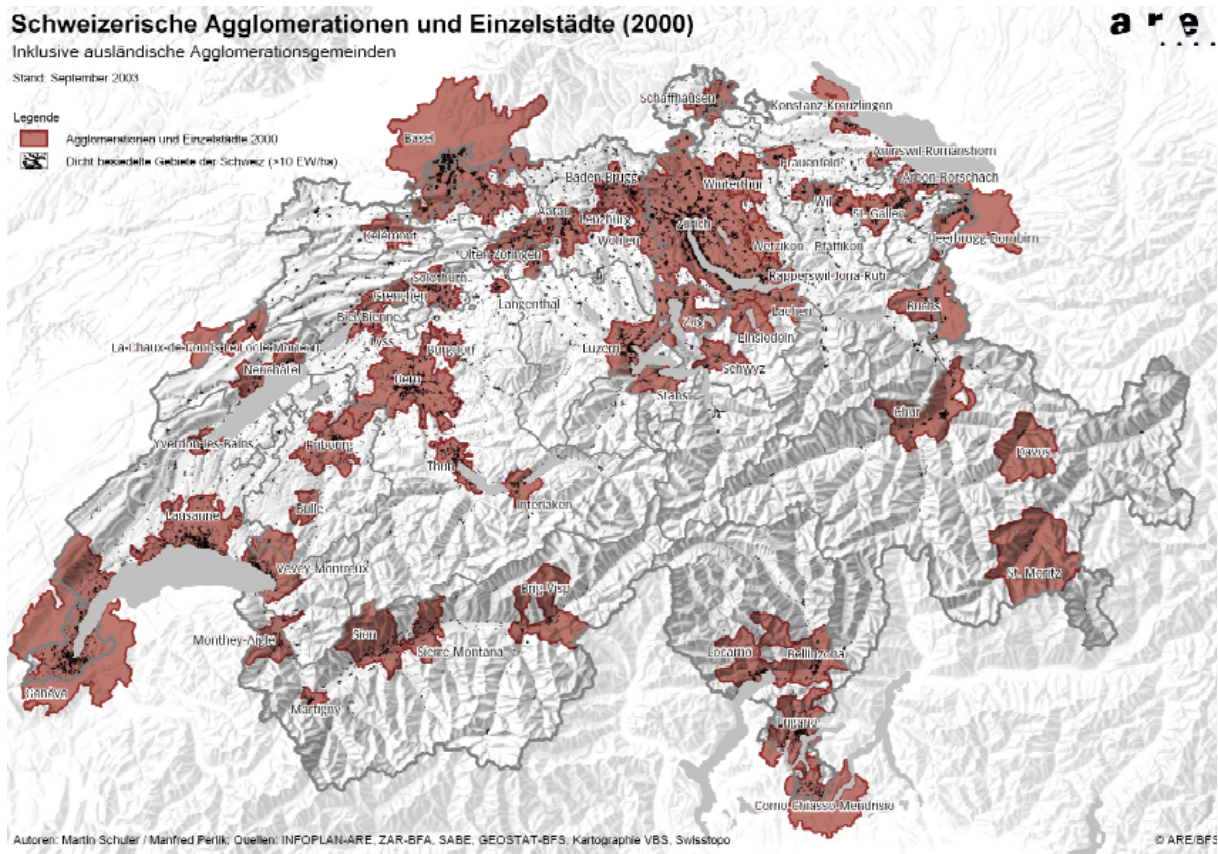 Schweizerische Agglomerationen und Einzelstädte (2000)
are
Inklusive ausländische Agglomerationsgemeinden
Stand: September 2003
Legende
Agglomerationen und Einzelstädte 2000
Dicht besiedelte Gebiete der Schweiz (>10 EW/ha)
Schaffhausen
Konstanz-Kreuzlingen
Basel
Amriswil-Romanshorn
Frauenfeld
Baden-Brugg
Winterthur
Arbon-Rorschach
Wil
St. Gallen
Aarau
Lenzburg
Zürich
Delémont
Wohlen
Wetzikon Pfäffikon
Heerbrugg-Dornbirn
Olten-Zofingen
Rapperswil-Jona-Rüti
Solothurn
Grenchen
Langenthal
Buchs
Lachen
Biel/Bienne
Zug
Einsiedeln
Lyss
La-Chaux-de-Fonds-Le Locle-Morteau
Burgdorf
Luzern
Neuchâtel
Schwyz
Bern
Stans
Chur
Yverdon-les-Bains
Fribourg
Davos
Thun
Interlaken
Bulle
Lausanne
Vevey-Montreux
St. Moritz
Brig-Visp
Sion
Monthey-Aigle
Sierre-Montana
Locarno
Bellinzona
Genève
Martigny
Lugano
Como-Chiasso-Mendrisio
Autoren: Martin Schuler / Manfred Perlik; Quellen: INFOPLAN-ARE, ZAR-BFA, SABE, GEOSTAT-BFS; Kartographie VBS, Swisstopo
© ARE/BFS